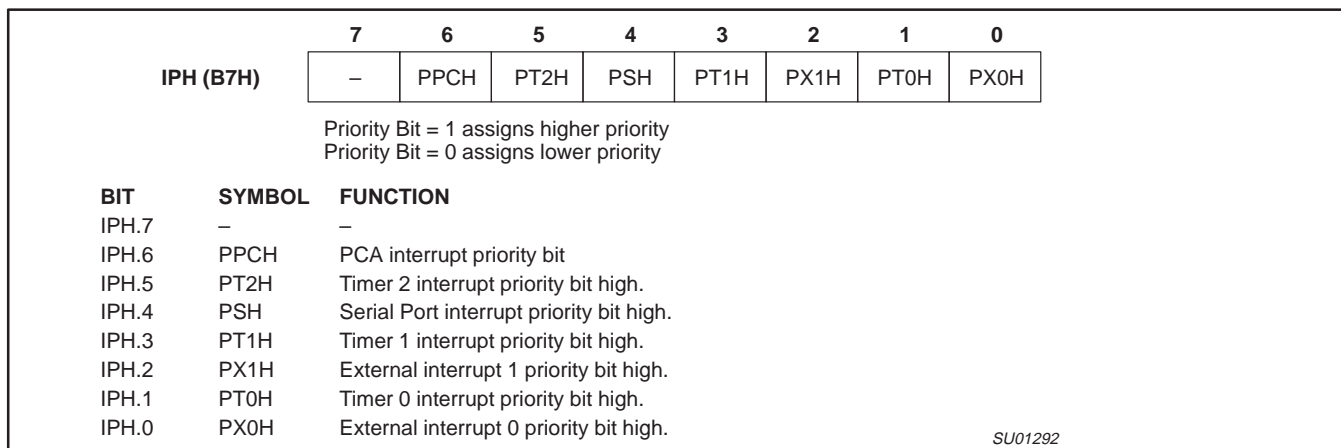 7 6 5 4 3 2 1 0
IPH (B7H) – PPCH PT2H PSH PT1H PX1H PT0H PX0H
Priority Bit = 1 assigns higher priority
Priority Bit = 0 assigns lower priority
BIT SYMBOL FUNCTION
IPH.7 – –
IPH.6 PPCH PCA interrupt priority bit
IPH.5 PT2H Timer 2 interrupt priority bit high.
IPH.4 PSH Serial Port interrupt priority bit high.
IPH.3 PT1H Timer 1 interrupt priority bit high.
IPH.2 PX1H External interrupt 1 priority bit high.
IPH.1 PT0H Timer 0 interrupt priority bit high.
IPH.0 PX0H External interrupt 0 priority bit high.
SU01292